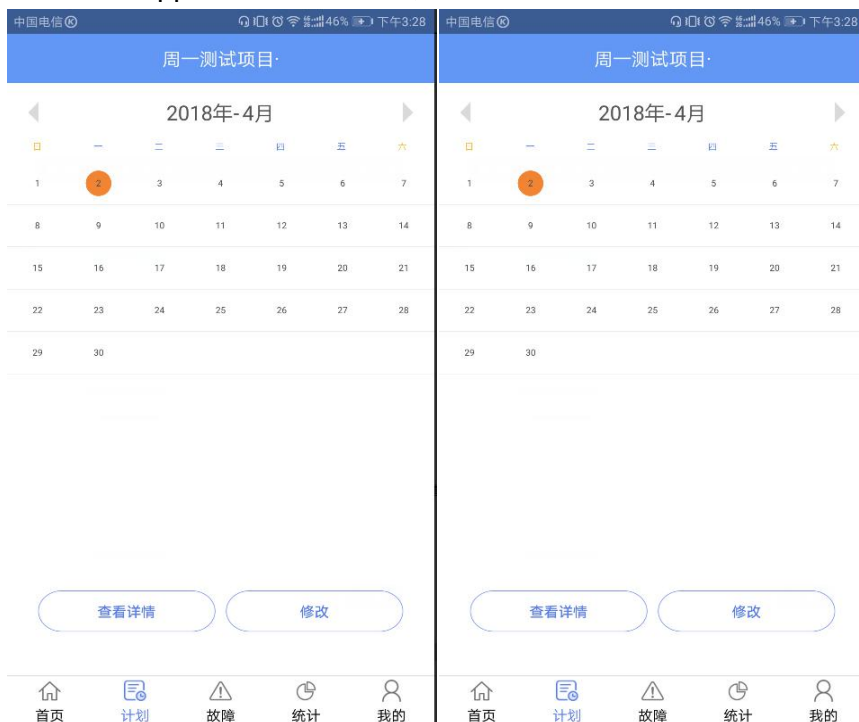 中国电信 46% 下午3:28
周一测试项目·
2018年-4月
日 一 二 三 四 五 六
1 2 3 4 5 6 7
8 9 10 11 12 13 14
15 16 17 18 19 20 21
22 23 24 25 26 27 28
29 30
查看详情 修改
首页 计划 故障 统计 我的
中国电信 46% 下午3:28
周一测试项目·
2018年-4月
日 一 二 三 四 五 六
1 2 3 4 5 6 7
8 9 10 11 12 13 14
15 16 17 18 19 20 21
22 23 24 25 26 27 28
29 30
查看详情 修改
首页 计划 故障 统计 我的